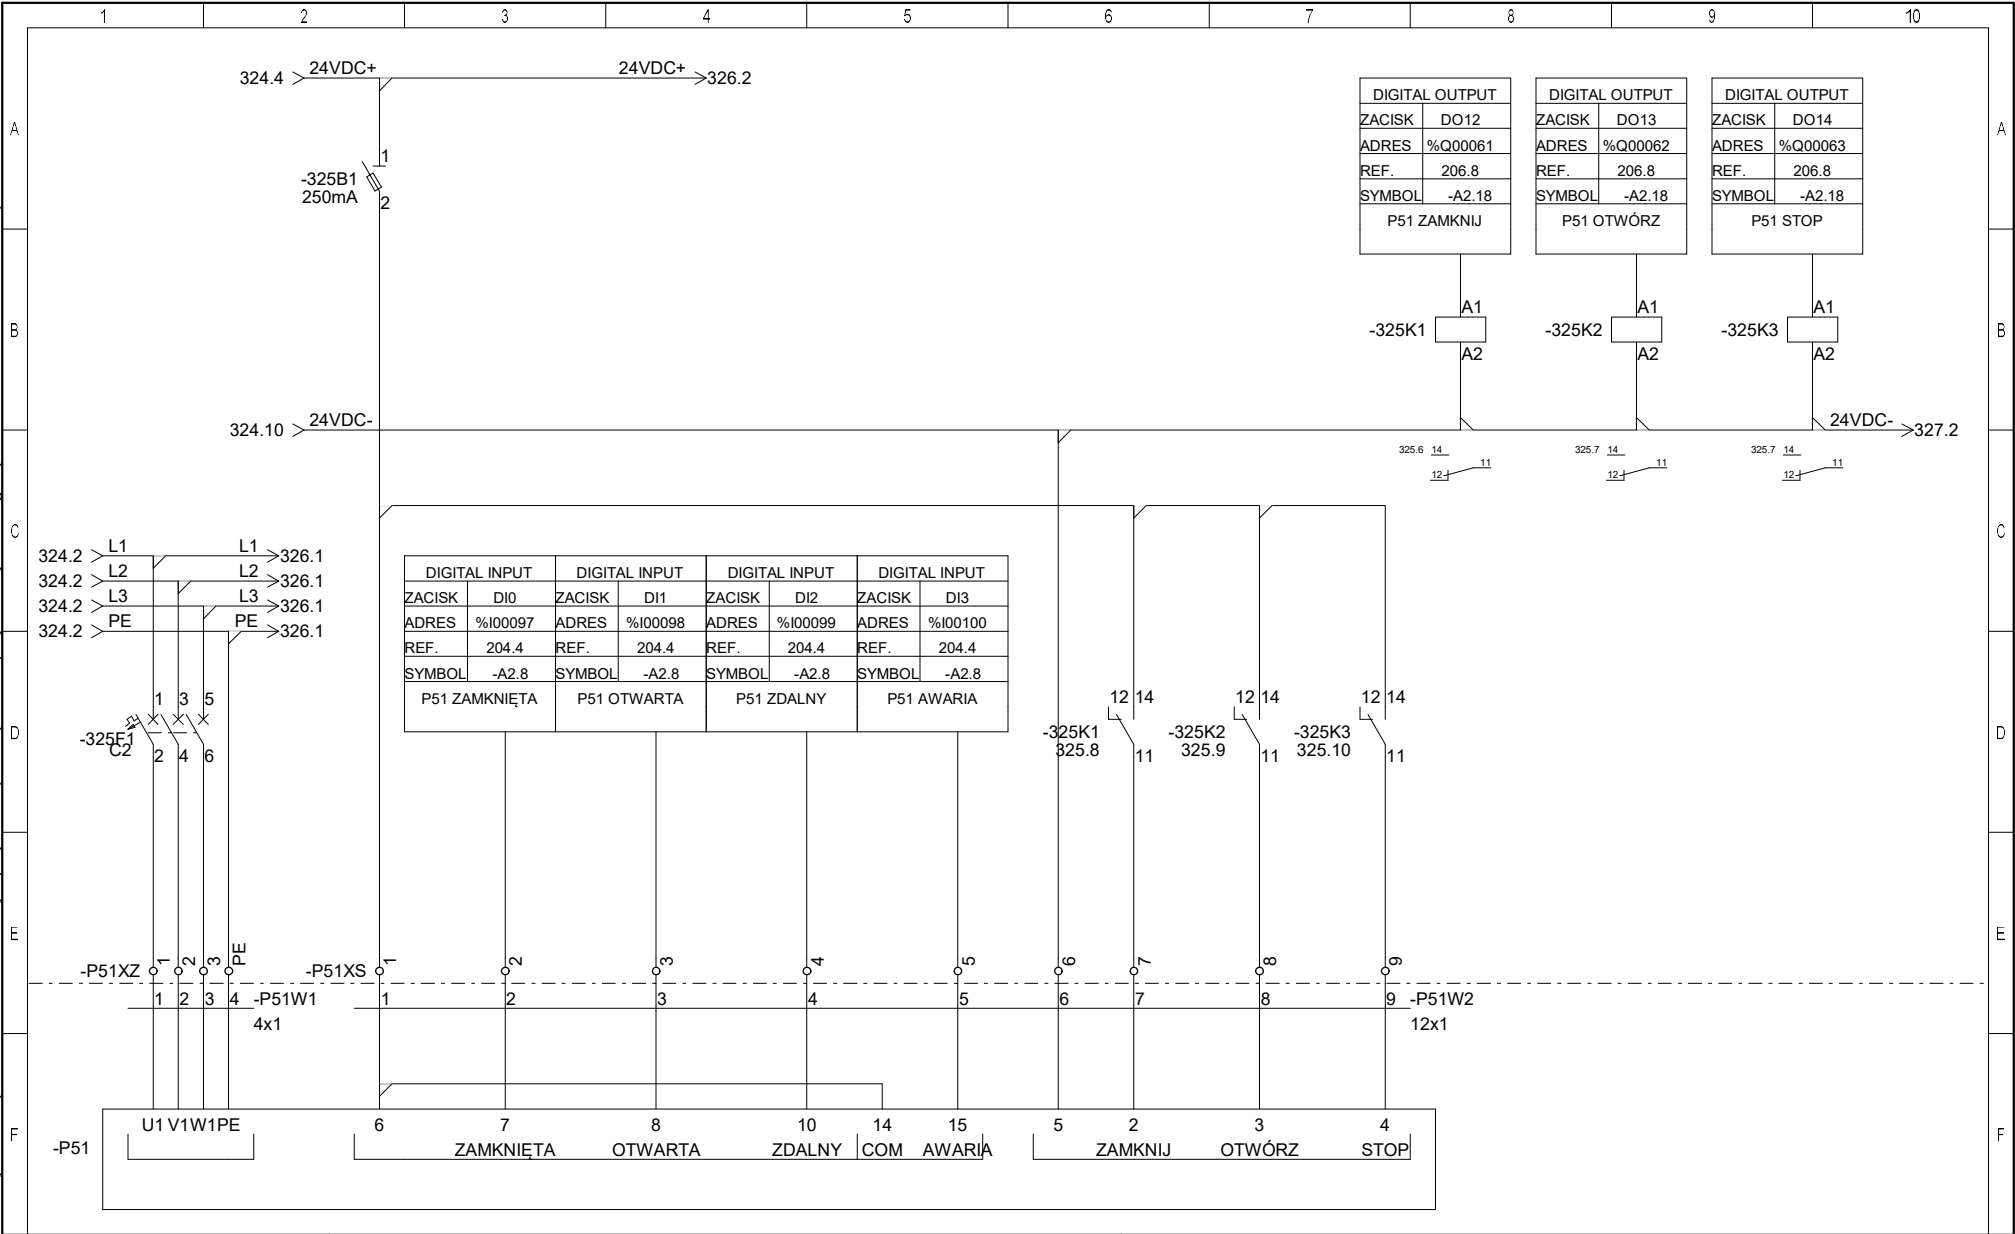 1 2 3 4 5 6 7 8 9 10
324.4 24VDC+ 24VDC+ 326.2
A A
-325B1
250mA
1
2
DIGITAL OUTPUT
ZACISK DO12
ADRES %Q00061
REF. 206.8
SYMBOL -A2.18
P51 ZAMKNIJ
DIGITAL OUTPUT
ZACISK DO13
ADRES %Q00062
REF. 206.8
SYMBOL -A2.18
P51 OTWÓRZ
DIGITAL OUTPUT
ZACISK DO14
ADRES %Q00063
REF. 206.8
SYMBOL -A2.18
P51 STOP
B B
-325K1 A1
A2
-325K2 A1
A2
-325K3 A1
A2
324.10 24VDC- 24VDC- 327.2
325.6 14
12 11
325.7 14
12 11
325.7 14
12 11
C C
324.2 L1 L1 326.1
324.2 L2 L2 326.1
324.2 L3 L3 326.1
324.2 PE PE 326.1
DIGITAL INPUT
ZACISK DI0
ADRES %I00097
REF. 204.4
SYMBOL -A2.8
P51 ZAMKNIĘTA
DIGITAL INPUT
ZACISK DI1
ADRES %I00098
REF. 204.4
SYMBOL -A2.8
P51 OTWARTA
DIGITAL INPUT
ZACISK DI2
ADRES %I00099
REF. 204.4
SYMBOL -A2.8
P51 ZDALNY
DIGITAL INPUT
ZACISK DI3
ADRES %I00100
REF. 204.4
SYMBOL -A2.8
P51 AWARIA
D D
1 3 5
-325F1
C2
2 4 6
12 14
-325K1
325.8
11
12 14
-325K2
325.9
11
12 14
-325K3
325.10
11
E E
-P51XZ 1 2 3 PE
-P51XS 1 2 3 4 5 6 7 8 9
1 2 3 4 -P51W1
4x1
1 2 3 4 5 6 7 8 9 -P51W2
12x1
F F
-P51
U1 V1 W1 PE
6 7 8 10 14 15 5 2 3 4
ZAMKNIĘTA OTWARTA ZDALNY COM AWARIA ZAMKNIJ OTWÓRZ STOP